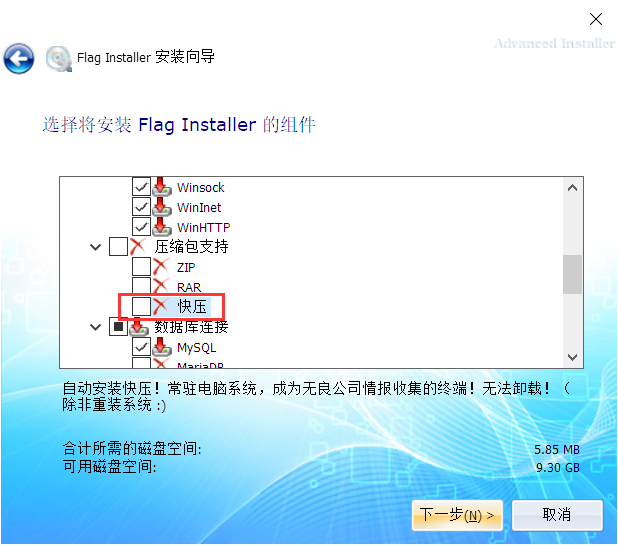 Advanced Installer
Flag Installer 安装向导
选择将安装 Flag Installer 的组件
Winsock
WinInet
WinHTTP
压缩包支持
ZIP
RAR
快压
数据库连接
MySQL
MariaDB
自动安装快压！常驻电脑系统，成为无良公司情报收集的终端！无法卸载！（
除非重装系统 :)
合计所需的磁盘空间: 5.85 MB
可用磁盘空间: 9.30 GB
下一步(N) >
取消